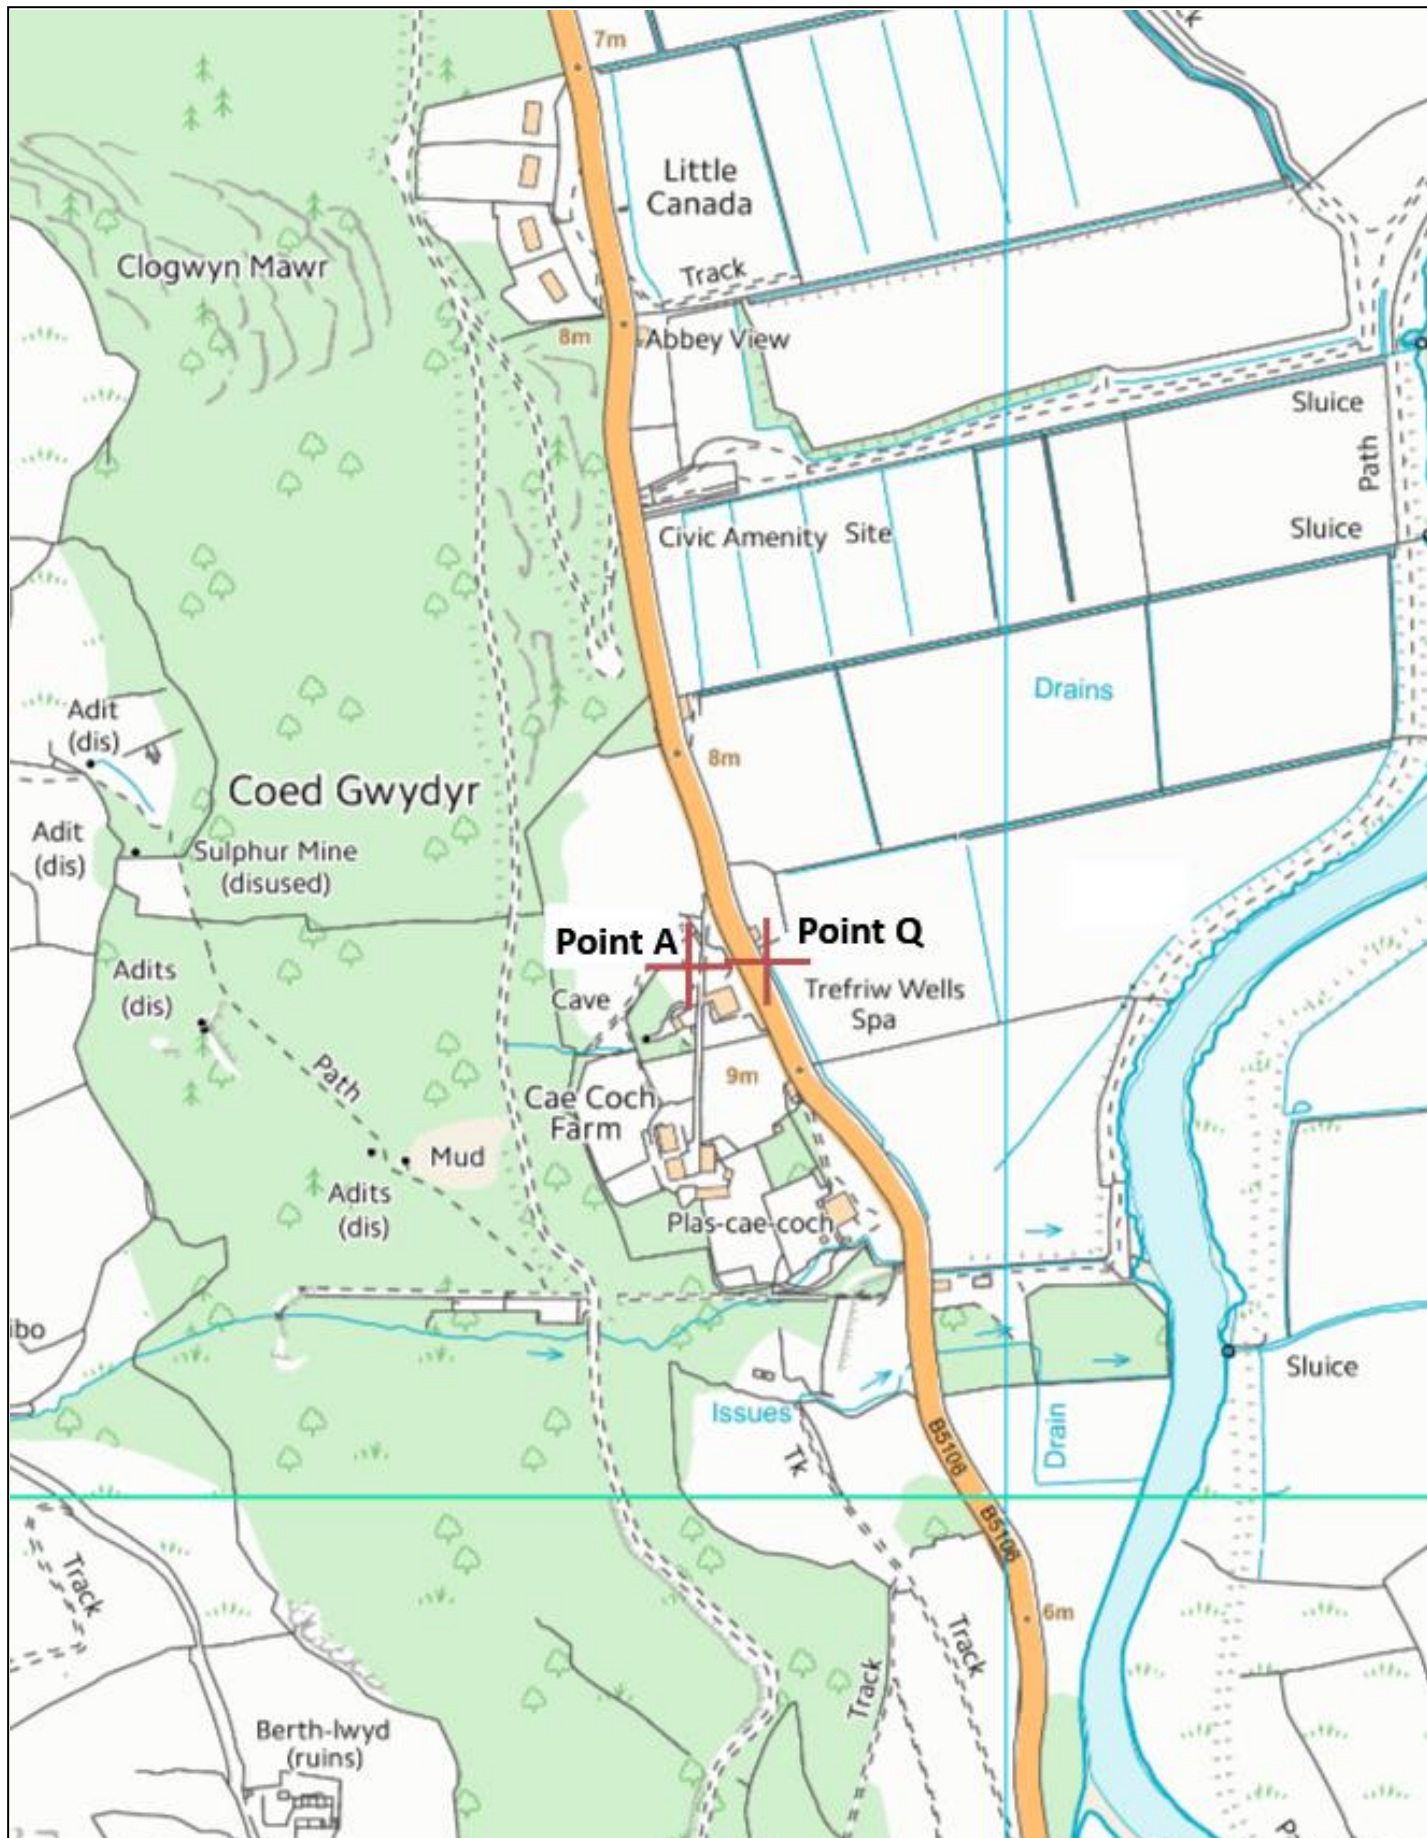 7m
Little
Canada
Clogwyn Mawr
Track
8m
Abbey View
Sluice
Path
Civic Amenity Site
Sluice
Drains
Adit
(dis)
8m
Coed Gwydyr
Adit
(dis)
Sulphur Mine
(disused)
Point A
Point Q
Adits
(dis)
Cave
Trefriw Wells
Spa
Path
9m
Cae Coch
Farm
Mud
Adits
(dis)
Plas-cae-coch
ibo
Sluice
Issues
Drain
B5106
Tk
B5106
Track
6m
Track
Track
Berth-lwyd
(ruins)